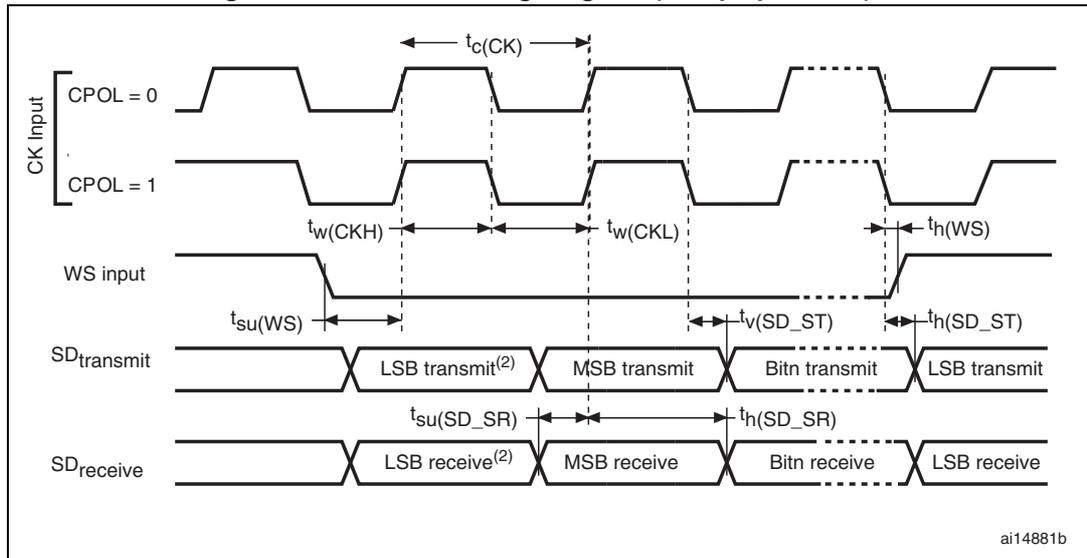 tc(CK)
CK Input
CPOL = 0
CPOL = 1
tw(CKH)
tw(CKL)
th(WS)
WS input
tsu(WS)
tv(SD_ST)
th(SD_ST)
SDtransmit
LSB transmit(2)
MSB transmit
Bitn transmit
LSB transmit
tsu(SD_SR)
th(SD_SR)
SDreceive
LSB receive(2)
MSB receive
Bitn receive
LSB receive
ai14881b